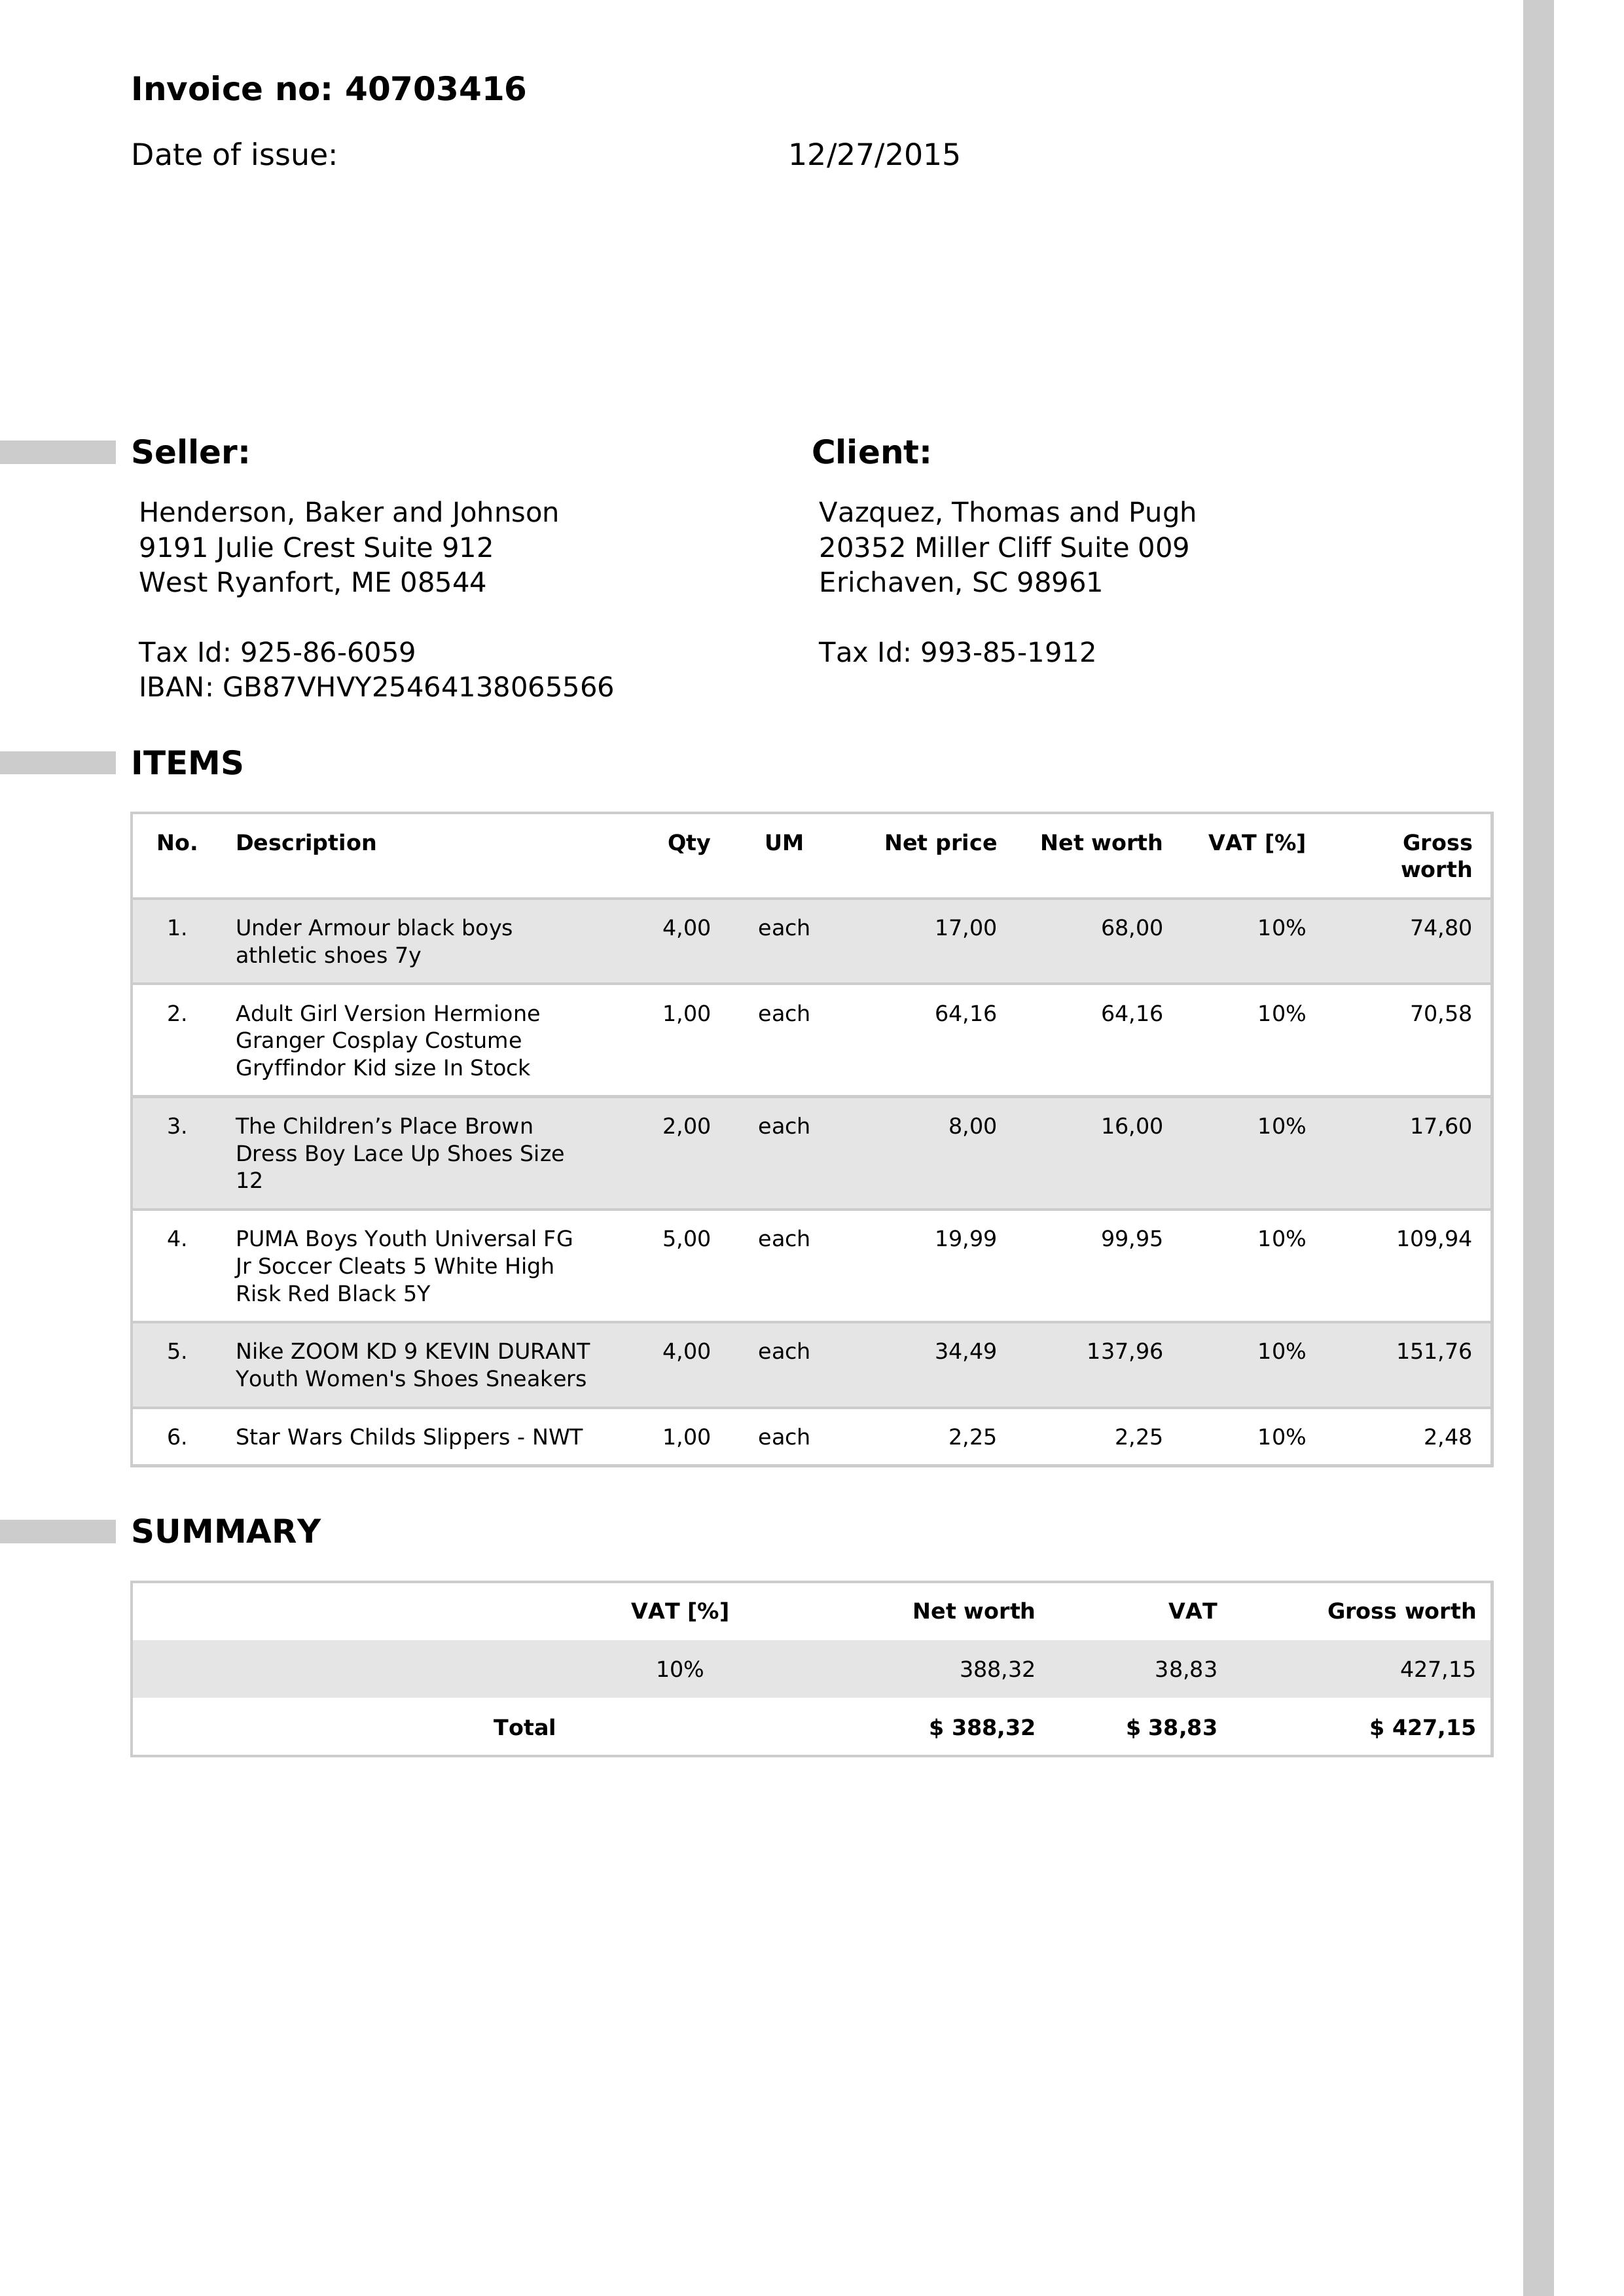 Invoice no: 40703416
Date of issue: 12/27/2015
Seller:
Henderson, Baker and Johnson
9191 Julie Crest Suite 912
West Ryanfort, ME 08544
Tax Id: 925-86-6059
IBAN: GB87VHVY25464138065566
Client:
Vazquez, Thomas and Pugh
20352 Miller Cliff Suite 009
Erichaven, SC 98961
Tax Id: 993-85-1912
ITEMS
No. Description Qty UM Net price Net worth VAT [%] Gross
worth
1. Under Armour black boys 4,00 each 17,00 68,00 10% 74,80
athletic shoes 7y
2. Adult Girl Version Hermione 1,00 each 64,16 64,16 10% 70,58
Granger Cosplay Costume
Gryffindor Kid size In Stock
3. The Children’s Place Brown 2,00 each 8,00 16,00 10% 17,60
Dress Boy Lace Up Shoes Size
12
4. PUMA Boys Youth Universal FG 5,00 each 19,99 99,95 10% 109,94
Jr Soccer Cleats 5 White High
Risk Red Black 5Y
5. Nike ZOOM KD 9 KEVIN DURANT 4,00 each 34,49 137,96 10% 151,76
Youth Women's Shoes Sneakers
6. Star Wars Childs Slippers - NWT 1,00 each 2,25 2,25 10% 2,48
SUMMARY
VAT [%] Net worth VAT Gross worth
10% 388,32 38,83 427,15
Total $ 388,32 $ 38,83 $ 427,15